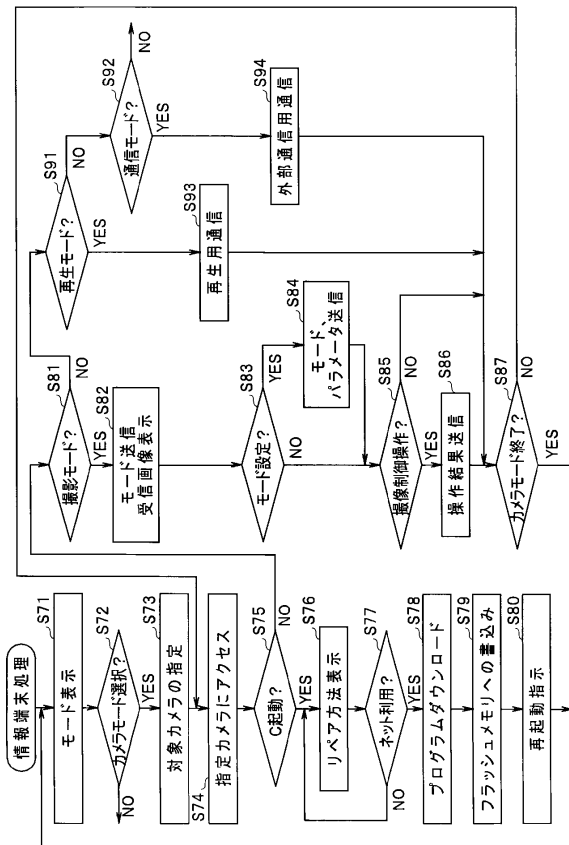 情報端末処理
S71
モード表示
S72
カメラモード選択？
NO
YES
S73
対象カメラの指定
S74
指定カメラにアクセス
S75
C起動？
NO
YES
S76
リペア方法表示
S77
ネット利用？
NO
YES
S78
プログラムダウンロード
S79
フラッシュメモリへの書込み
S80
再起動指示
S81
撮影モード？
NO
YES
S82
モード送信
受信画像表示
S83
モード設定？
YES
NO
S84
モード、
パラメータ送信
S85
撮像制御操作？
NO
YES
S86
操作結果送信
S87
カメラモード終了？
NO
YES
S91
再生モード？
NO
YES
S93
再生用通信
S92
通信モード？
NO
YES
S94
外部通信用通信